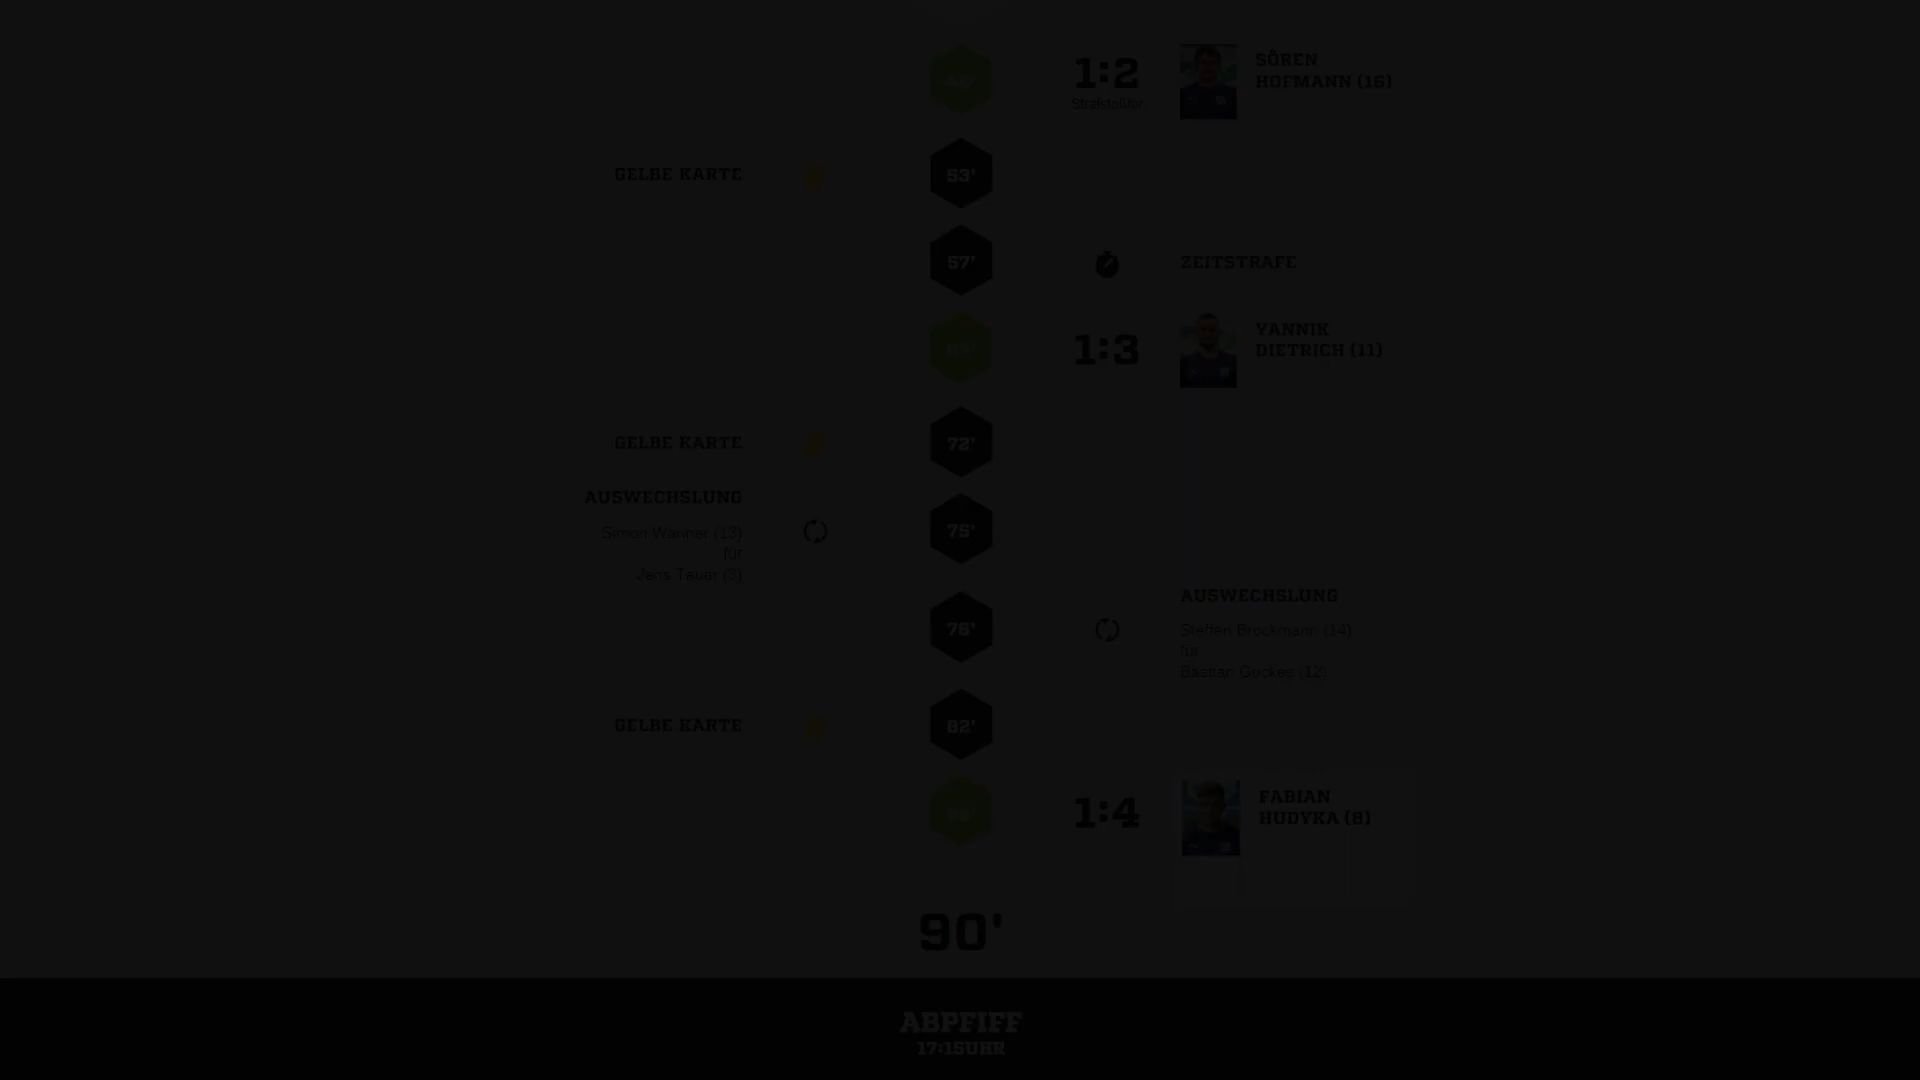 1:2
SÖREN
HOFMANN (16)
Strafstoßtor
GELBE KARTE
53'
57'
ZEITSTRAFE
1:3
YANNIK
DIETRICH (11)
GELBE KARTE
72'
AUSWECHSLUNG
Simon Wanner (13)
für
Jens Tauer (3)
75'
76'
AUSWECHSLUNG
Steffen Brockmann (14)
für
Bastian Guckes (12)
GELBE KARTE
82'
1:4
FABIAN
HUDYKA (8)
90'
ABPFIFF
17:15UHR